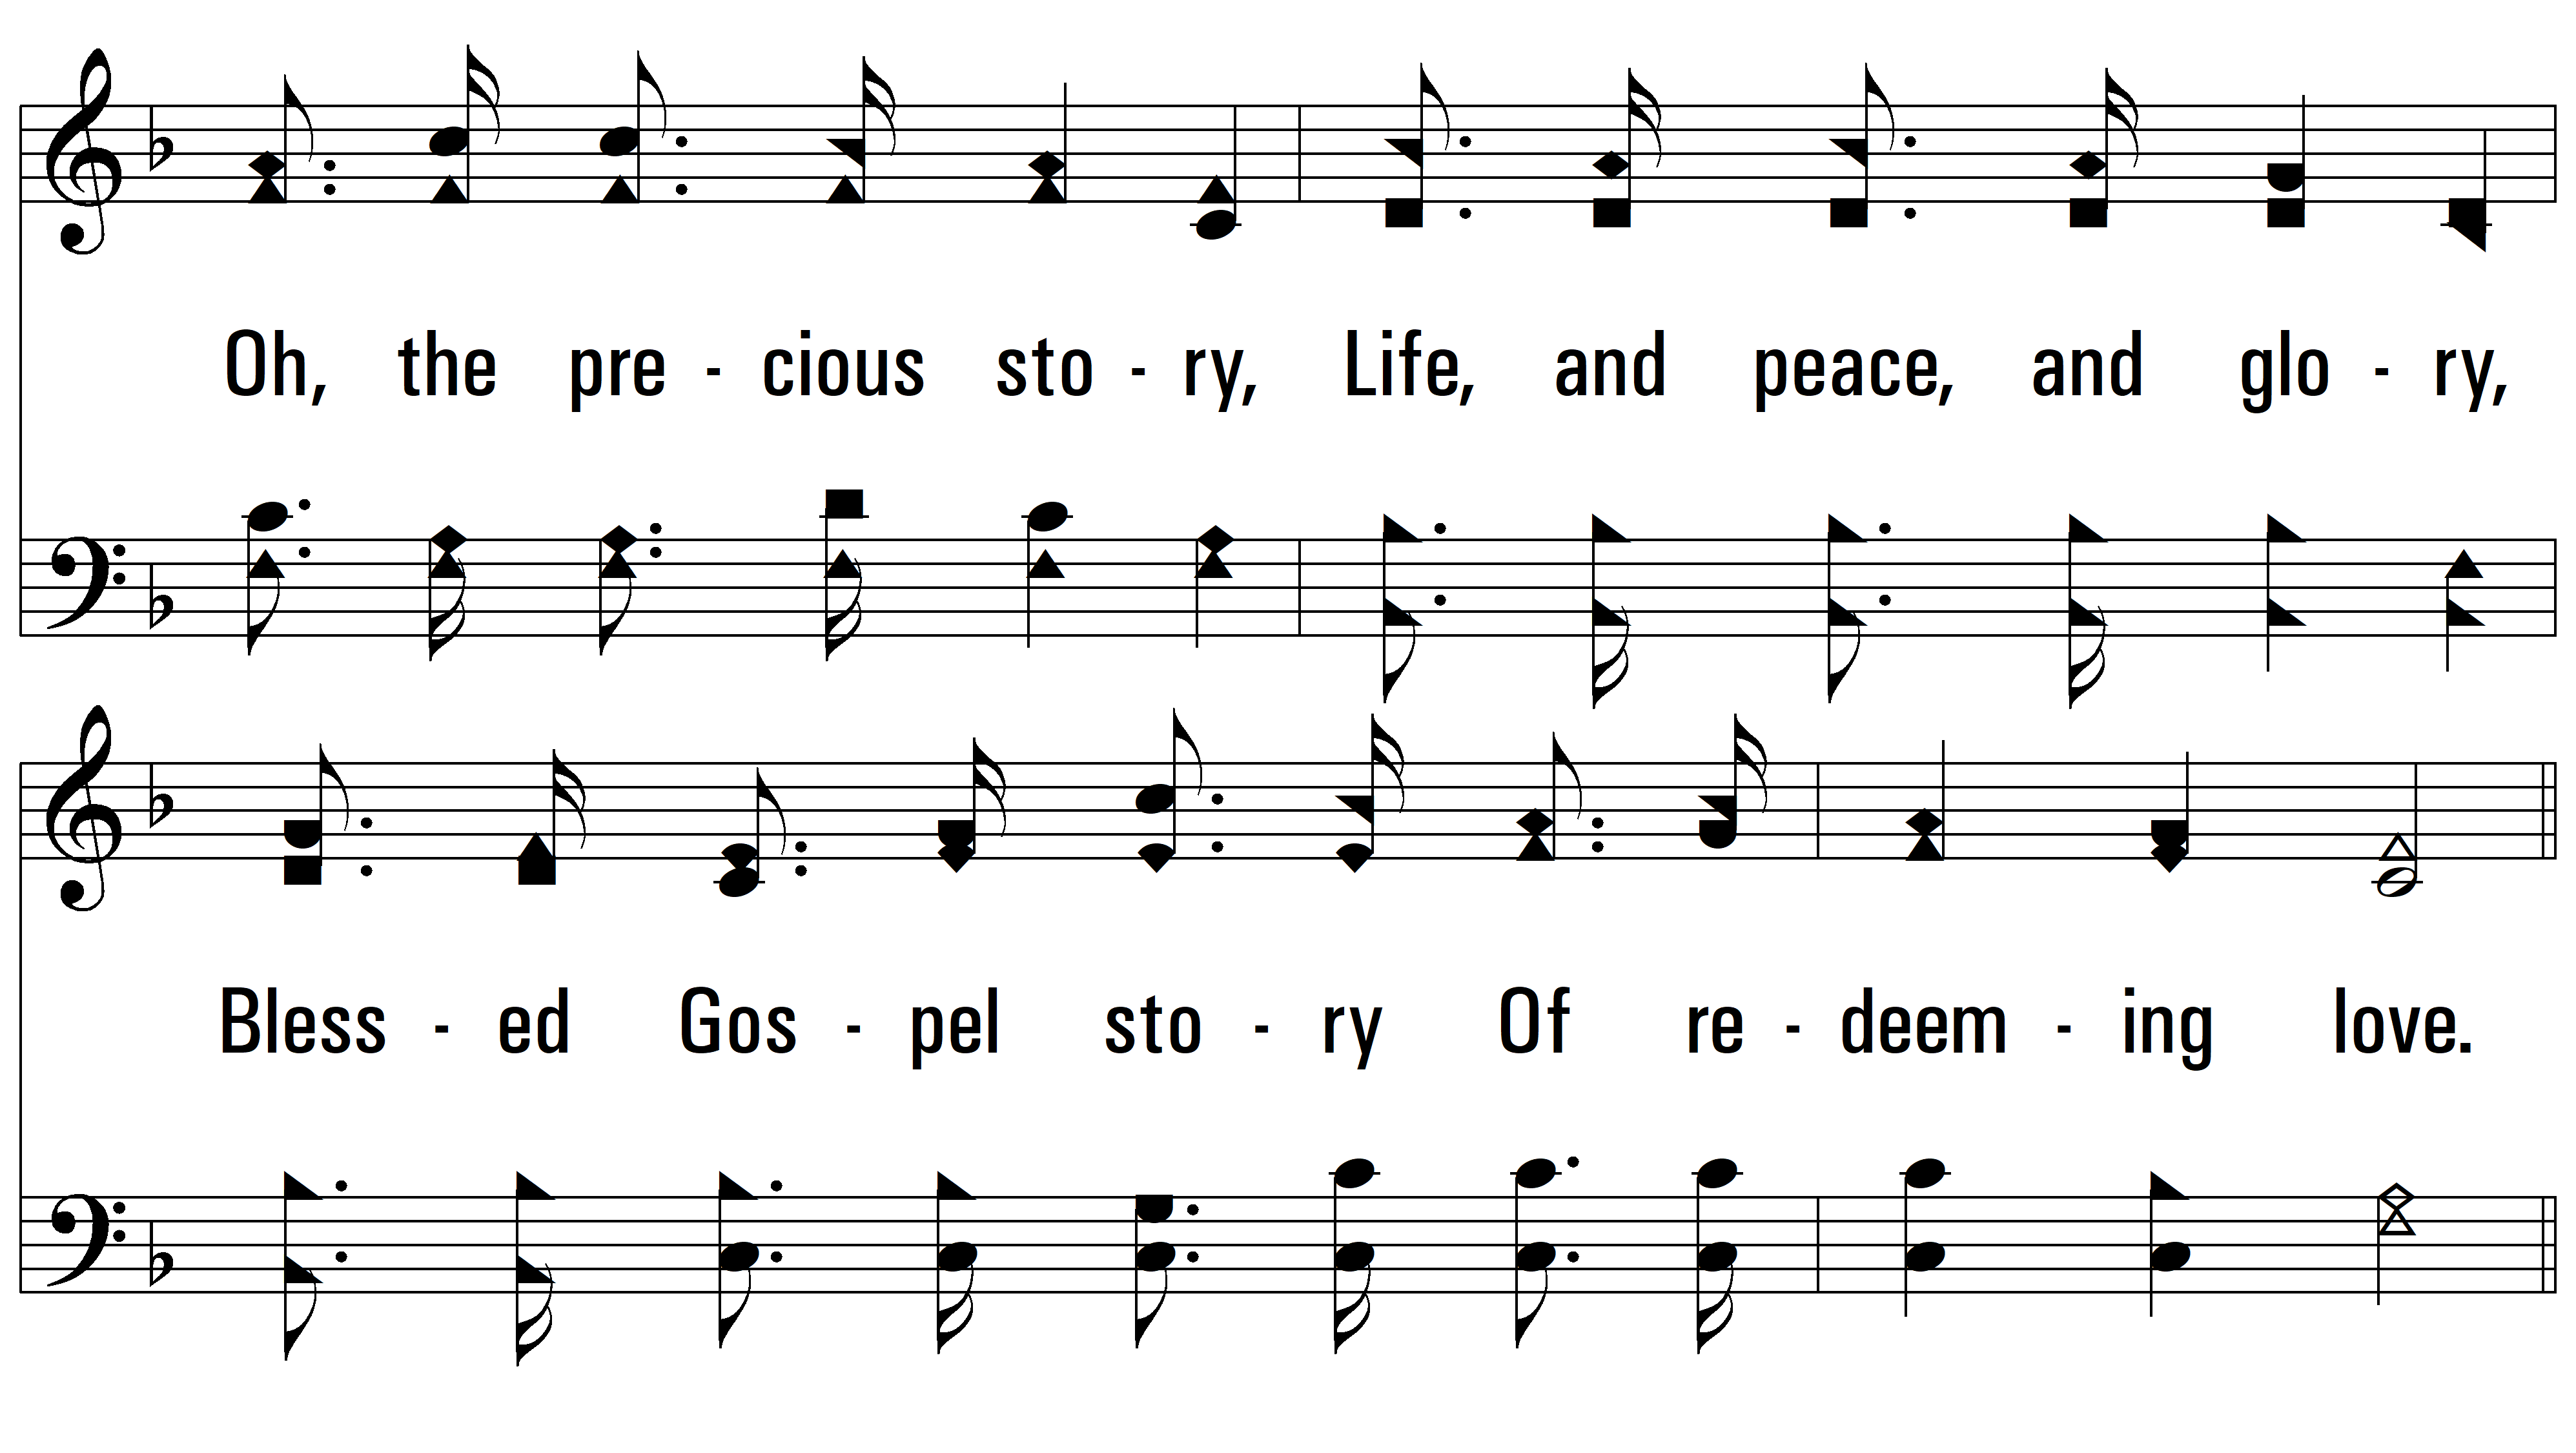 Oh, the pre - cious sto - ry, Life, and peace, and glo - ry,
Bless - ed Gos - pel sto - ry Of re - deem - ing love.